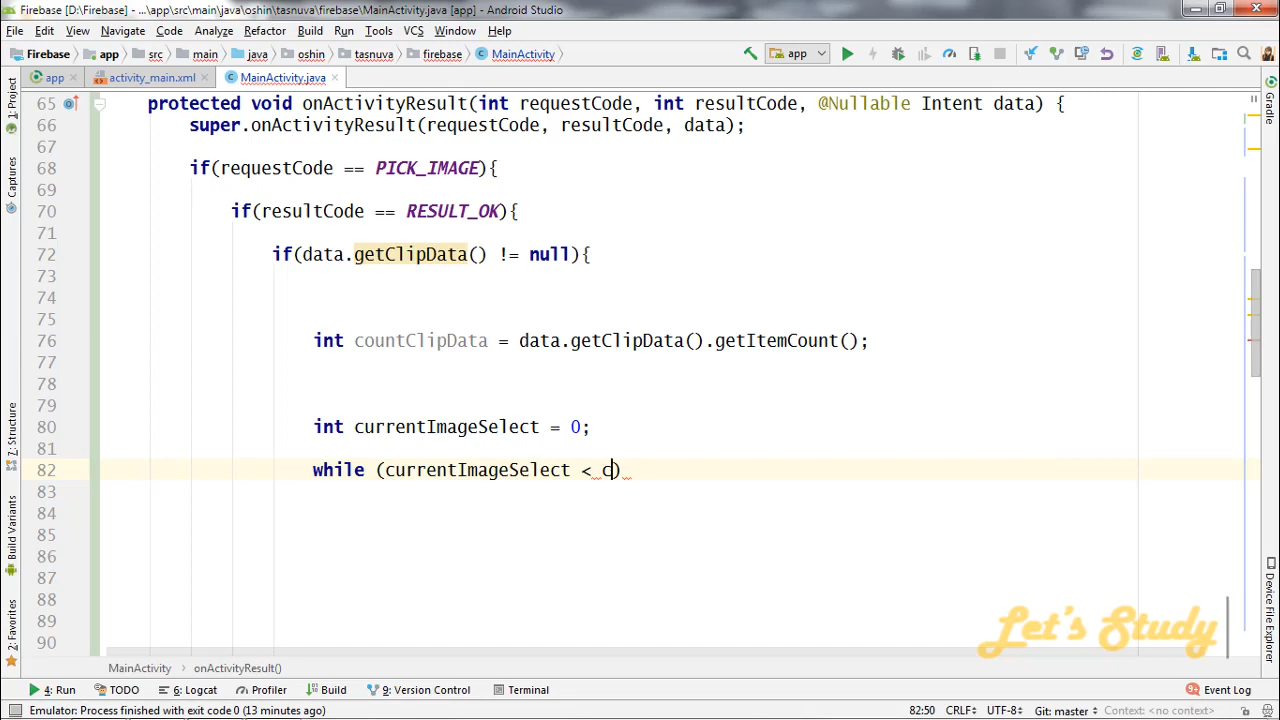 Firebase [D:\Firebase] - ...\app\src\main\java\oshin\tasnuva\firebase\MainActivity.java [app] - Android Studio
File Edit View Navigate Code Analyze Refactor Build Run Tools VCS Window Help
Firebase app src main java oshin tasnuva firebase MainActivity app
app activity_main.xml MainActivity.java
65 protected void onActivityResult(int requestCode, int resultCode, @Nullable Intent data) {
66 super.onActivityResult(requestCode, resultCode, data);
67
68 if(requestCode == PICK_IMAGE){
69
70 if(resultCode == RESULT_OK){
71
72 if(data.getClipData() != null){
73
74
75
76 int countClipData = data.getClipData().getItemCount();
77
78
79
80 int currentImageSelect = 0;
81
82 while (currentImageSelect < c)
83
84
85
86
87
88
89
90
1: Project
Captures
7: Structure
Build Variants
2: Favorites
Gradle
Device File Explorer
Let's Study
MainActivity onActivityResult()
4: Run TODO 6: Logcat Profiler Build 9: Version Control Terminal 9+ Event Log
Emulator: Process finished with exit code 0 (13 minutes ago) 82:50 CRLF UTF-8 Git: master Context: <no context>